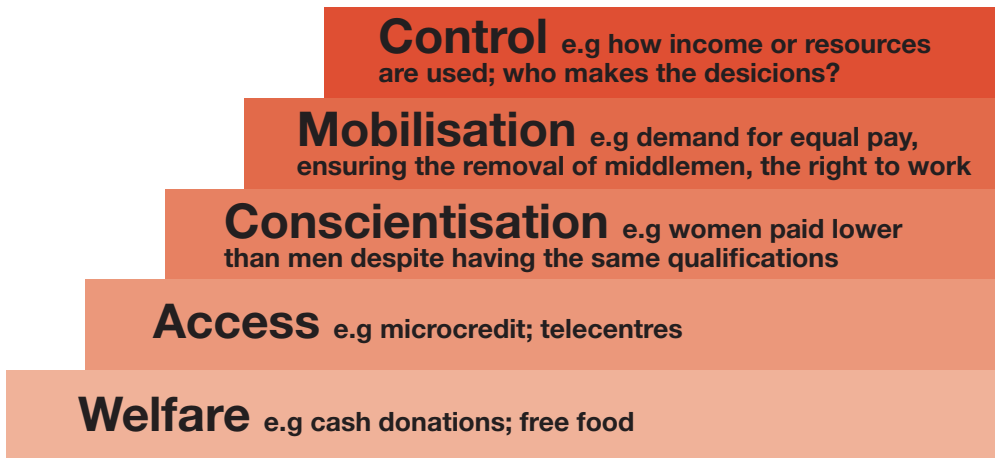 Control e.g how income or resources
are used; who makes the desicions?
Mobilisation e.g demand for equal pay,
ensuring the removal of middlemen, the right to work
Conscientisation e.g women paid lower
than men despite having the same qualifications
Access e.g microcredit; telecentres
Welfare e.g cash donations; free food